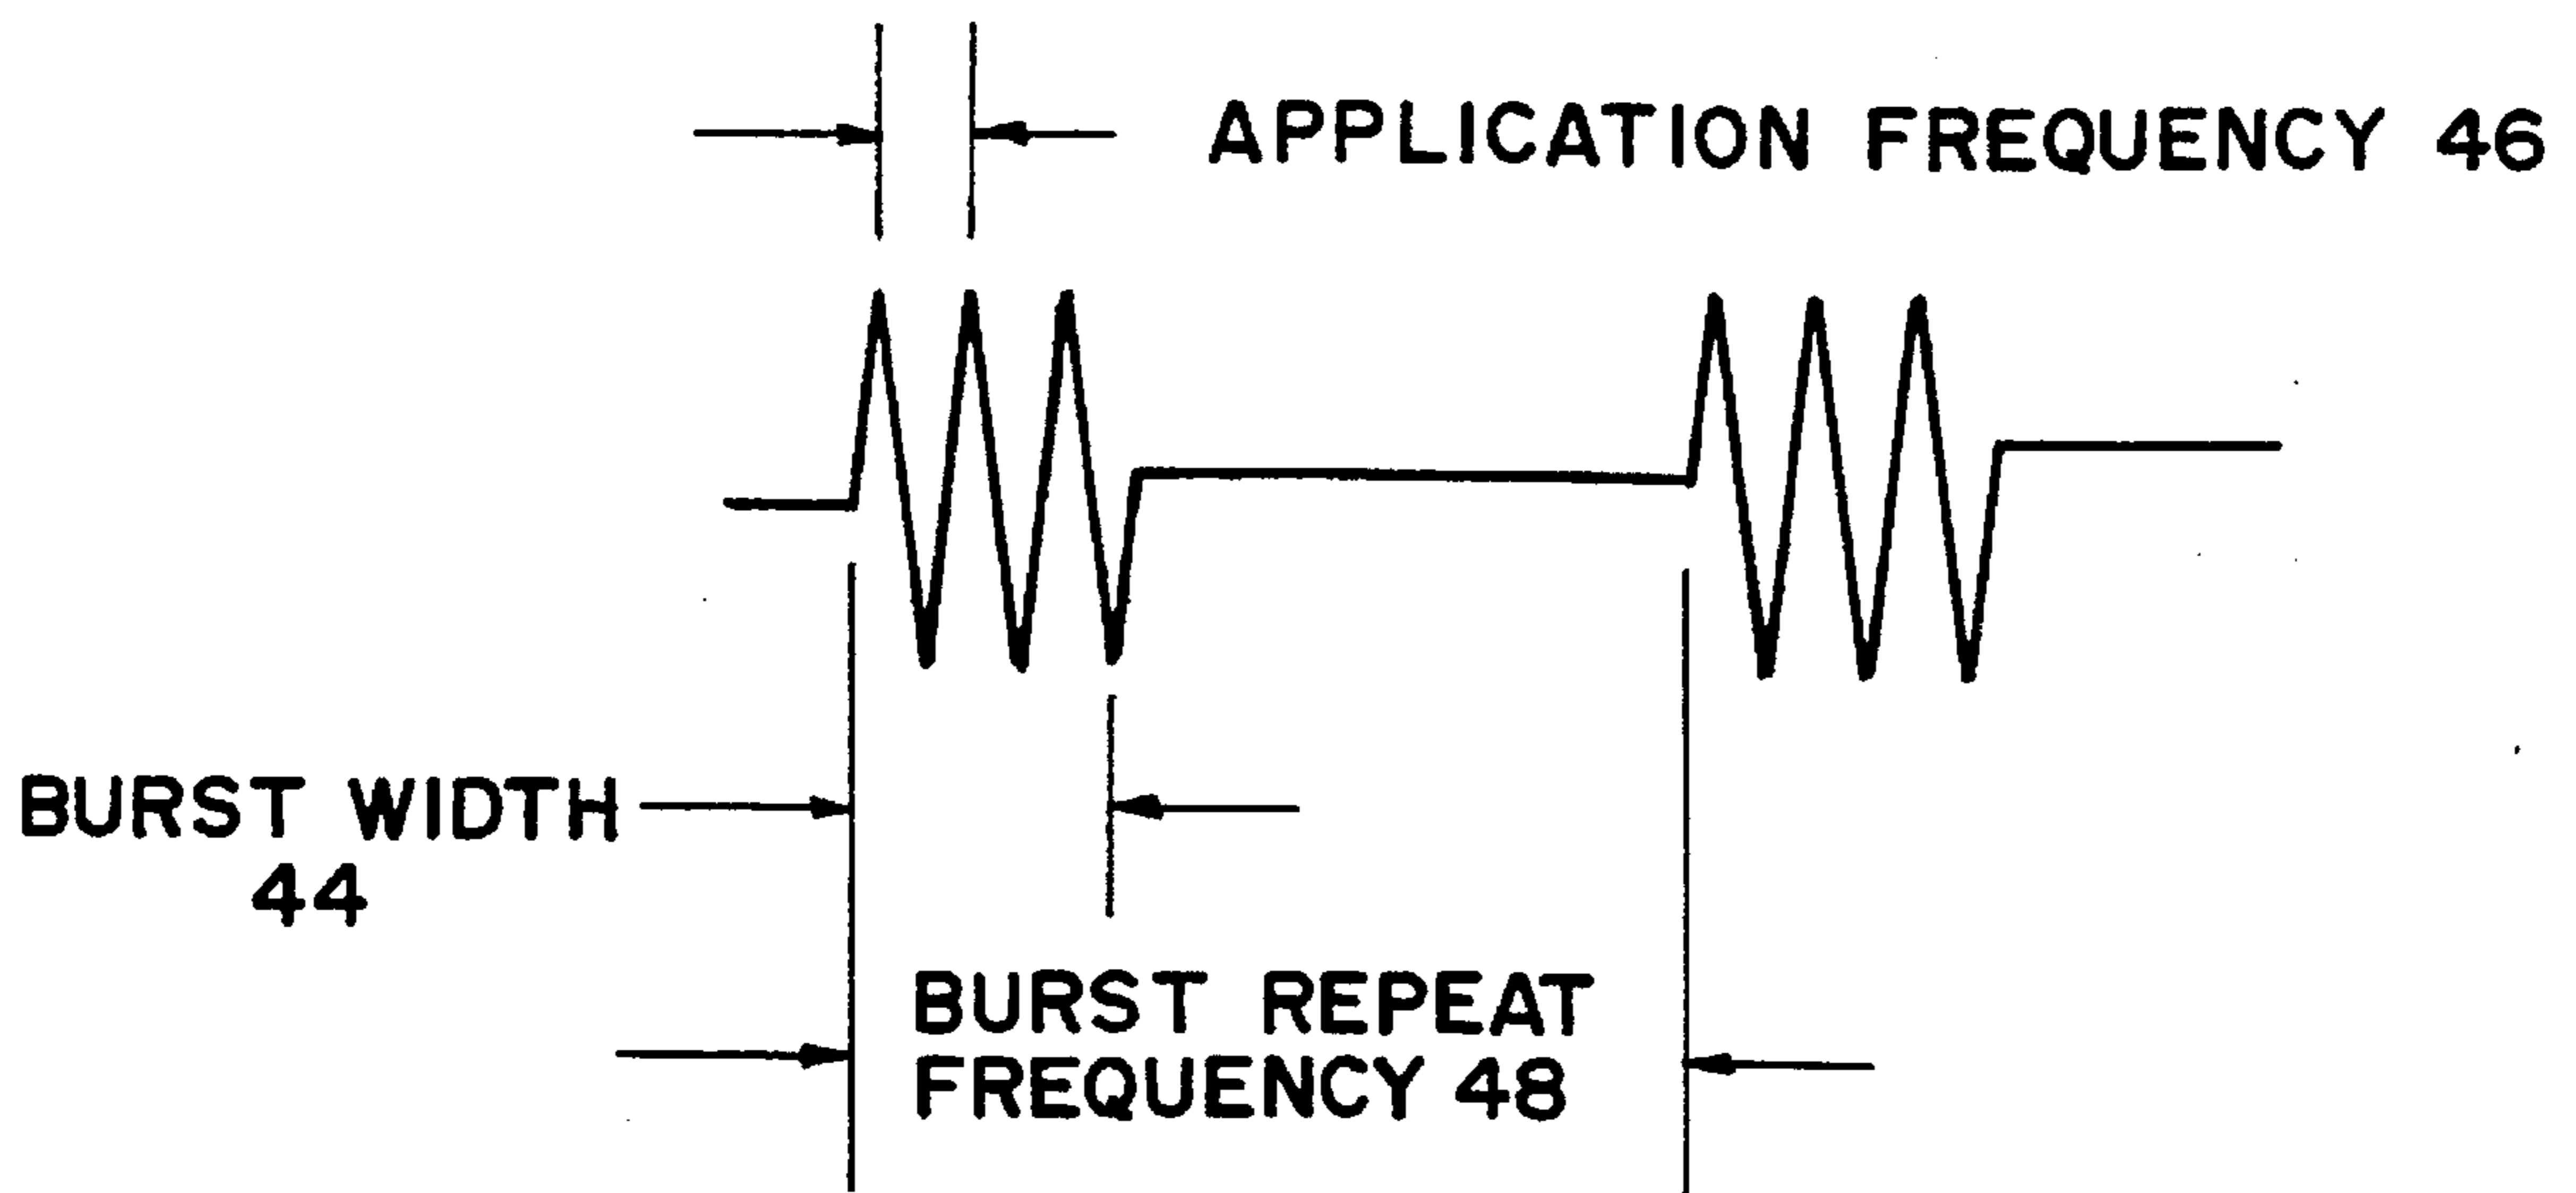 APPLICATION FREQUENCY 46
BURST WIDTH
44
BURST REPEAT
FREQUENCY 48